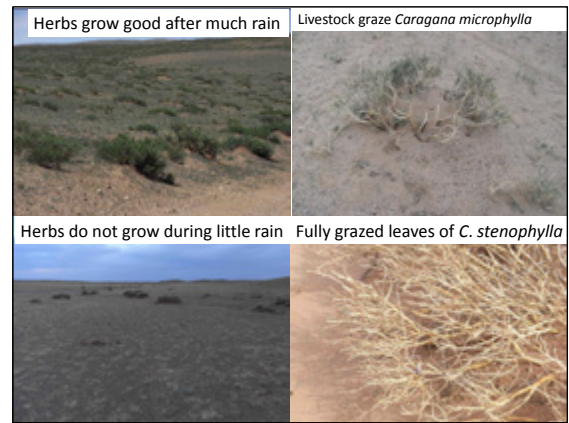 Herbs grow good after much rain
Livestock graze Caragana microphylla
Herbs do not grow during little rain
Fully grazed leaves of C. stenophylla